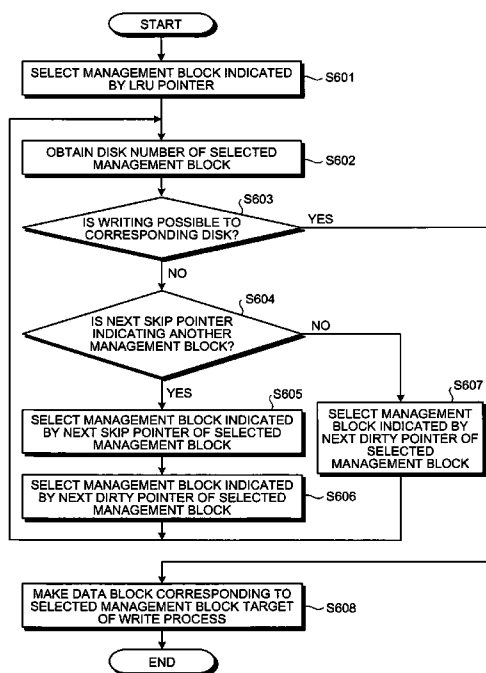 START
SELECT MANAGEMENT BLOCK INDICATED
BY LRU POINTER
S601
OBTAIN DISK NUMBER OF SELECTED
MANAGEMENT BLOCK
S602
S603
IS WRITING POSSIBLE TO
CORRESPONDING DISK?
YES
NO
S604
IS NEXT SKIP POINTER
INDICATING ANOTHER
MANAGEMENT BLOCK?
NO
YES
S605
SELECT MANAGEMENT BLOCK INDICATED
BY NEXT SKIP POINTER OF SELECTED
MANAGEMENT BLOCK
S607
SELECT MANAGEMENT
BLOCK INDICATED BY
NEXT DIRTY POINTER OF
SELECTED
MANAGEMENT BLOCK
SELECT MANAGEMENT BLOCK INDICATED
BY NEXT DIRTY POINTER OF SELECTED
MANAGEMENT BLOCK
S606
MAKE DATA BLOCK CORRESPONDING TO
SELECTED MANAGEMENT BLOCK TARGET
OF WRITE PROCESS
S608
END